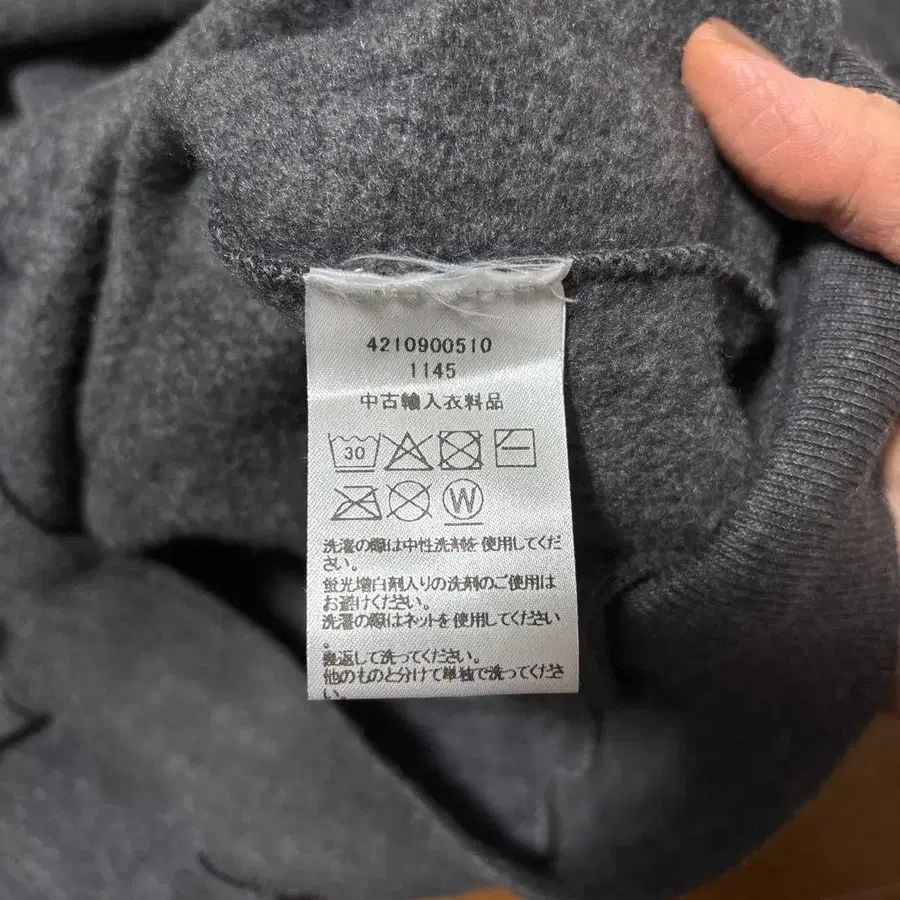 4210900510
1145
中古輸入衣料品
30
W
洗濯の際は中性洗剤を使用してくだ
さい。
蛍光増白剤入りの洗剤のご使用は
お避けください。
洗濯の際はネットを使用してください
。
裏返して洗ってください。
他のものと分けて単独で洗ってくださ
い。